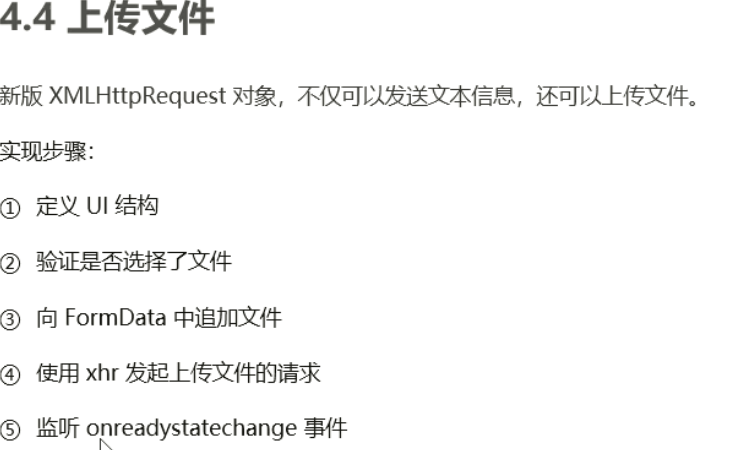 4.4 上传文件
新版 XMLHttpRequest 对象，不仅可以发送文本信息，还可以上传文件。
实现步骤：
① 定义 UI 结构
② 验证是否选择了文件
③ 向 FormData 中追加文件
④ 使用 xhr 发起上传文件的请求
⑤ 监听 onreadystatechange 事件